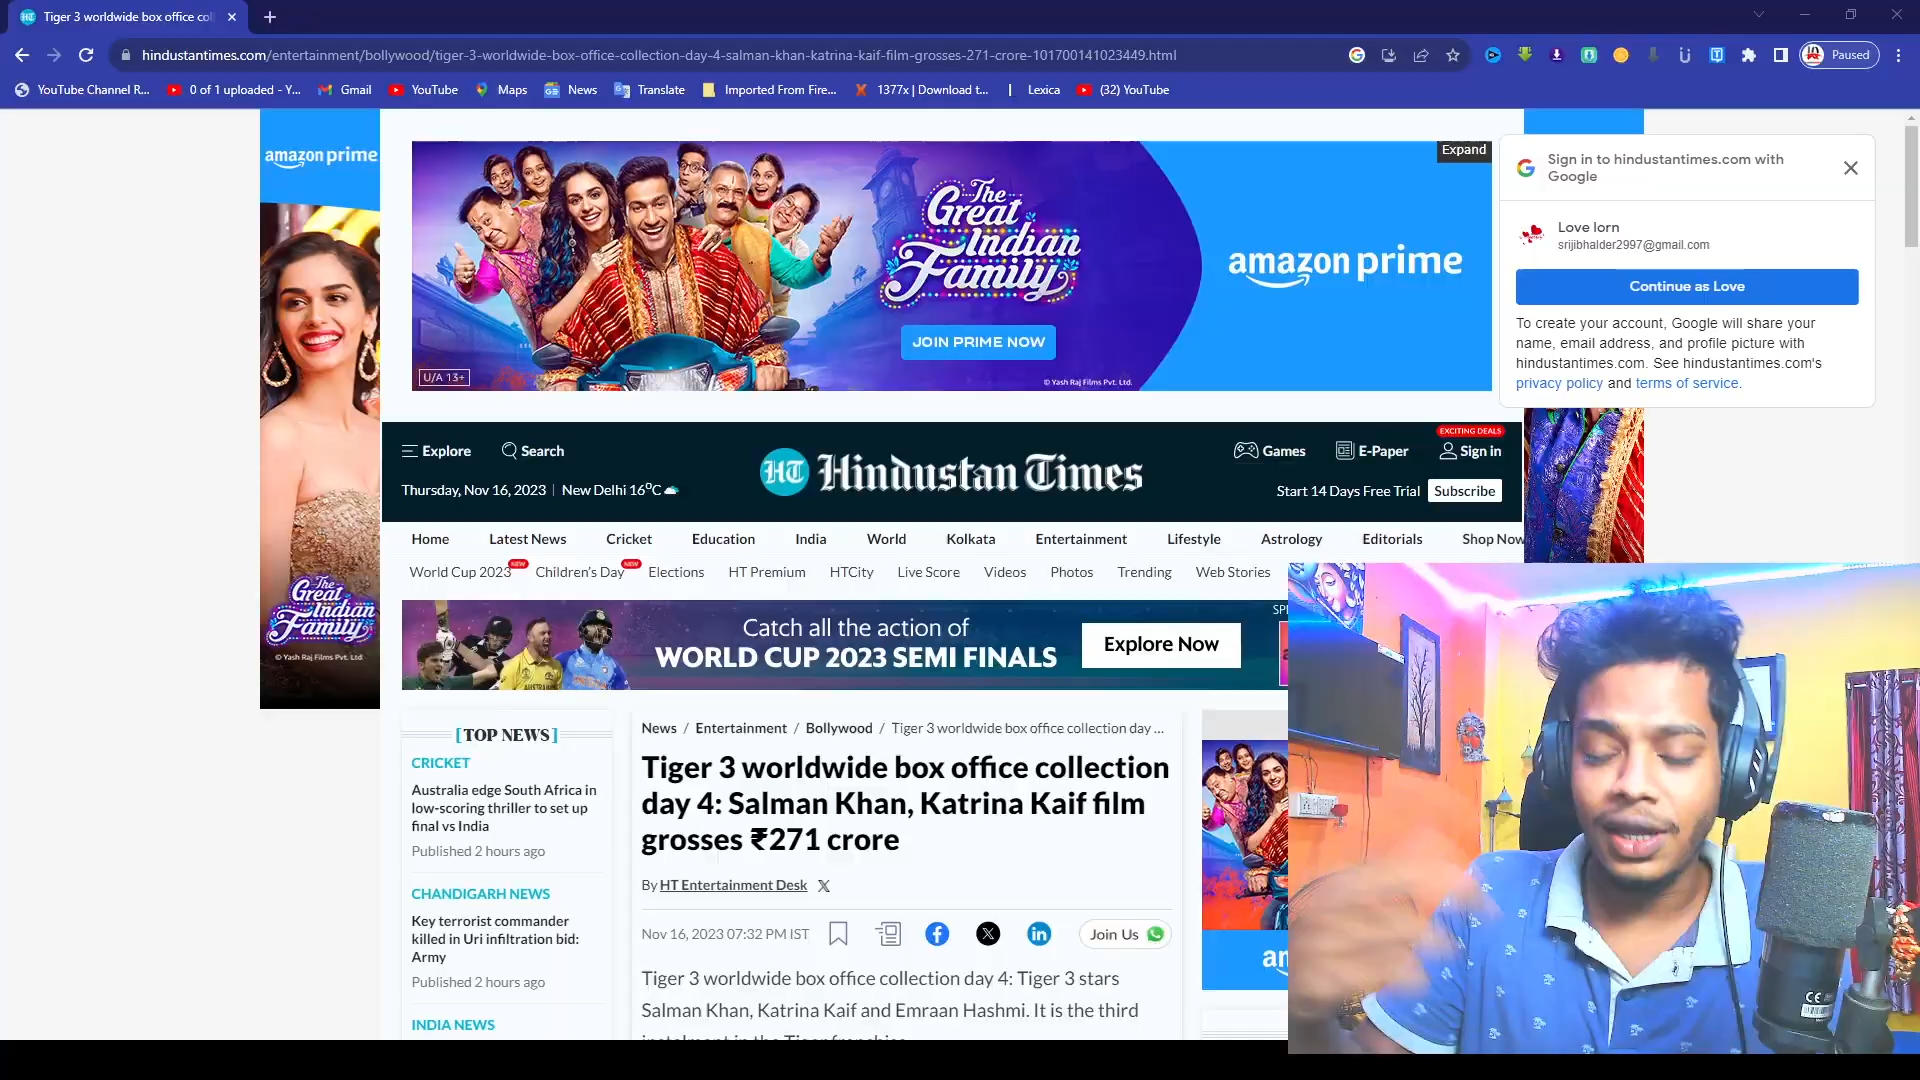 Tiger 3 worldwide box office col
hindustantimes.com/entertainment/bollywood/tiger-3-worldwide-box-office-collection-day-4-salman-khan-katrina-kaif-film-grosses-271-crore-101700141023449.html
Paused
YouTube Channel R...
0 of 1 uploaded - Y...
Gmail
YouTube
Maps
News
Translate
Imported From Fire...
1377x | Download t...
Lexica
(32) YouTube
amazon prime
The
Great
Indian
Family
© Yash Raj Films Pvt. Ltd.
The
Great
Indian
Family
JOIN PRIME NOW
U/A 13+
© Yash Raj Films Pvt. Ltd.
amazon prime
Expand
Sign in to hindustantimes.com with
Google
Love lorn
srijibhalder2997@gmail.com
Continue as Love
To create your account, Google will share your
name, email address, and profile picture with
hindustantimes.com. See hindustantimes.com's
privacy policy and terms of service.
Explore
Search
HT Hindustan Times
Games
E-Paper
EXCITING DEALS
Sign in
Thursday, Nov 16, 2023 | New Delhi 16°C
Start 14 Days Free Trial
Subscribe
Home
Latest News
Cricket
Education
India
World
Kolkata
Entertainment
Lifestyle
Astrology
Editorials
Shop Now
World Cup 2023 NEW
Children's Day NEW
Elections
HT Premium
HTCity
Live Score
Videos
Photos
Trending
Web Stories
Catch all the action of
WORLD CUP 2023 SEMI FINALS
Explore Now
[TOP NEWS]
CRICKET
Australia edge South Africa in
low-scoring thriller to set up
final vs India
Published 2 hours ago
CHANDIGARH NEWS
Key terrorist commander
killed in Uri infiltration bid:
Army
Published 2 hours ago
INDIA NEWS
News / Entertainment / Bollywood / Tiger 3 worldwide box office collection day ...
Tiger 3 worldwide box office collection
day 4: Salman Khan, Katrina Kaif film
grosses ₹271 crore
By HT Entertainment Desk
Nov 16, 2023 07:32 PM IST
Join Us
Tiger 3 worldwide box office collection day 4: Tiger 3 stars
Salman Khan, Katrina Kaif and Emraan Hashmi. It is the third